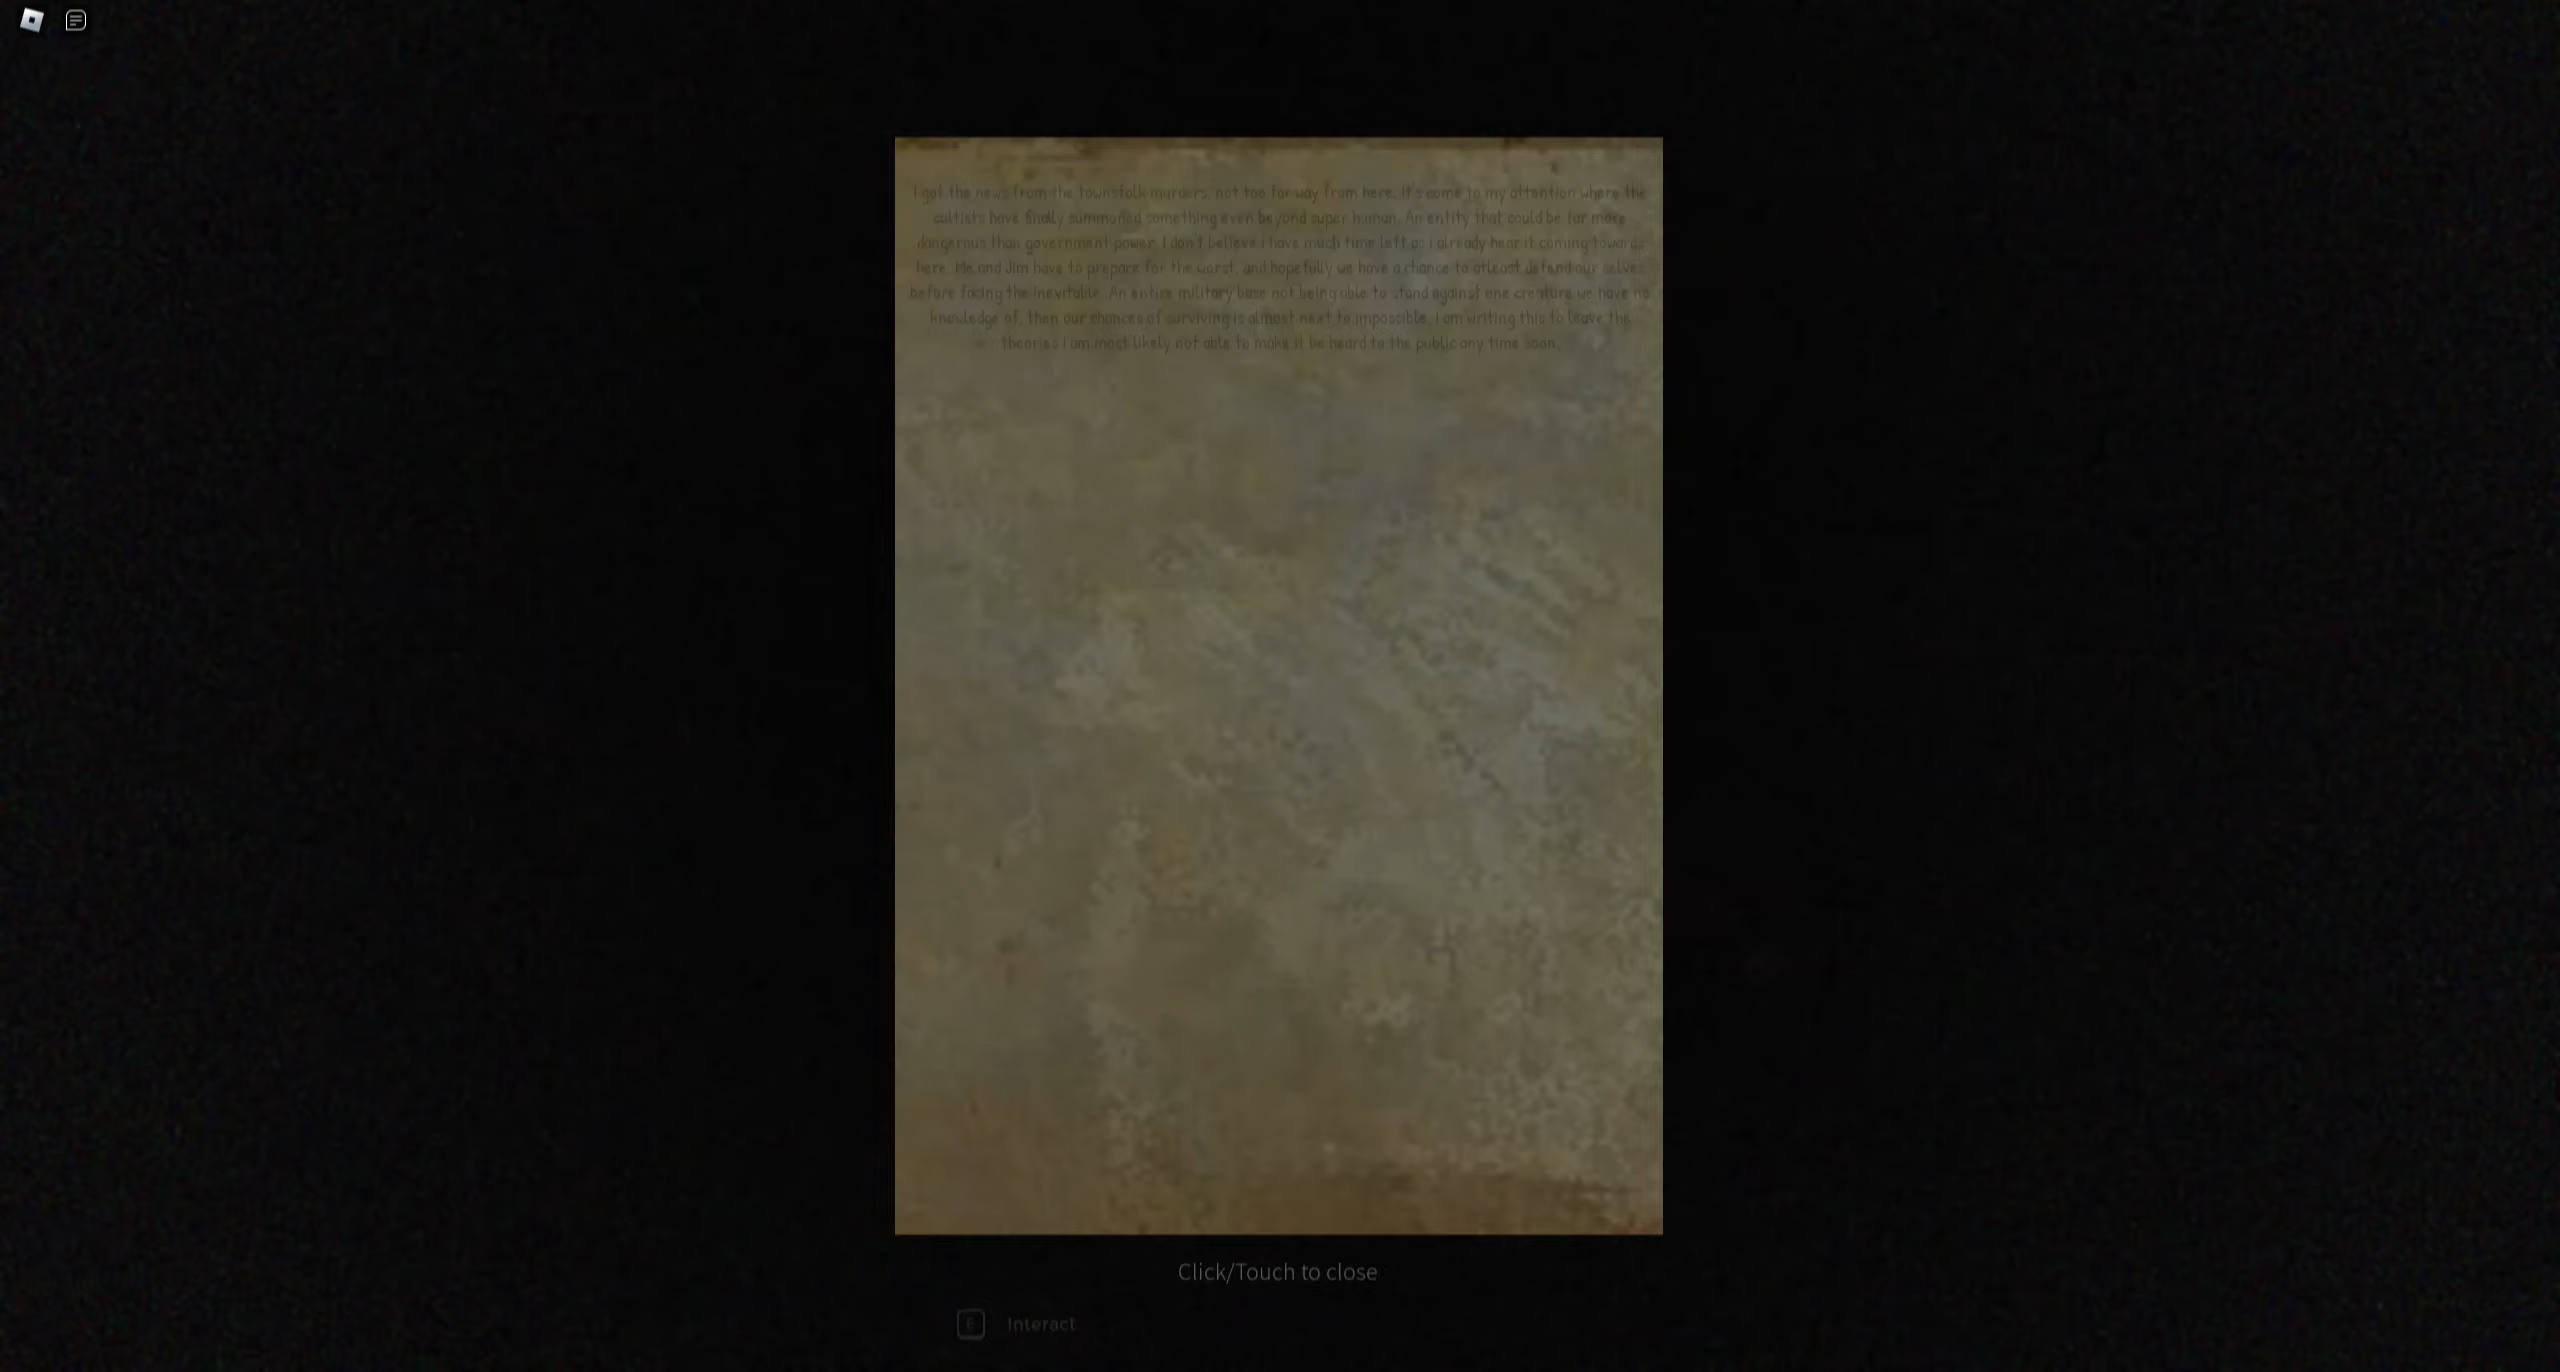 I got the news from the townsfolk murders, not too far way from here. It's come to my attention where the
cultists have finally summoned something even beyond super human. An entity that could be far more
dangerous than government power. I don't believe i have much time left as i already hear it coming towards
here. Me and Jim have to prepare for the worst, and hopefully we have a chance to atleast defend our selves
before facing the inevitable. An entire military base not being able to stand against one creature we have no
knowledge of, then our chances of surviving is almost next to impossible. I am writing this to leave the
theories I am most likely not able to make it be heard to the public any time soon.
Click/Touch to close
E Interact